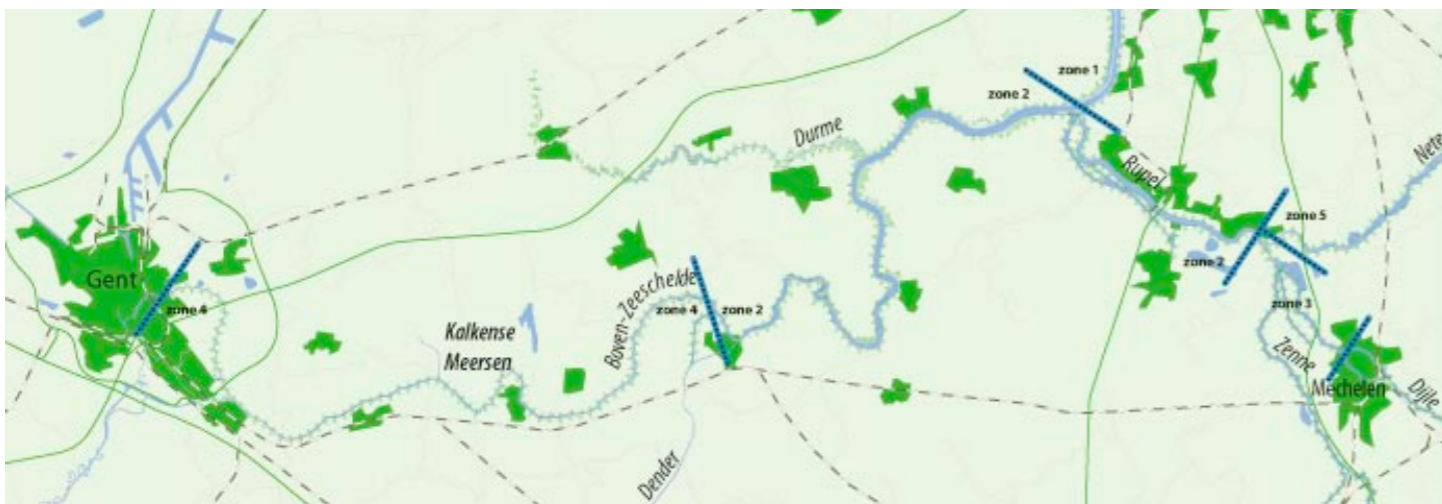 zone 1
zone 2
Durme
Rupel
Nete
zone 5
zone 2
Gent
zone 4
Boven-Zeeschelde
zone 4
zone 2
zone 3
Kalkense
Meersen
Zenne
Mechelen
Dijle
Dender